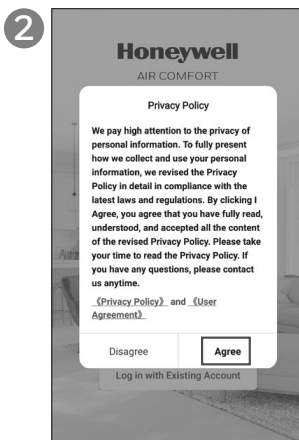 2
Honeywell
AIR COMFORT
Privacy Policy
We pay high attention to the privacy of
personal information. To fully present
how we collect and use your personal
information, we revised the Privacy
Policy in detail in compliance with the
latest laws and regulations. By clicking I
Agree, you agree that you have fully read,
understood, and accepted all the content
of the revised Privacy Policy. Please take
your time to read the Privacy Policy. If
you have any questions, please contact
us anytime.
《Privacy Policy》 and 《User
Agreement》
Disagree
Agree
Log in with Existing Account